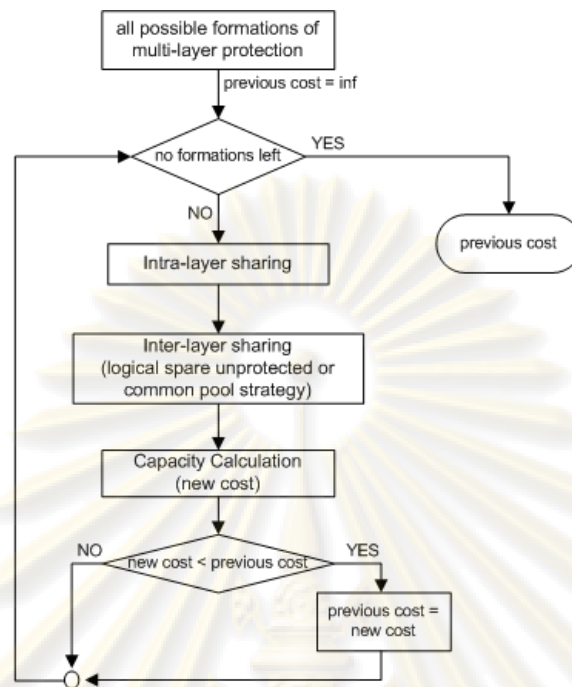 all possible formations of
multi-layer protection
previous cost = inf
no formations left
YES
NO
previous cost
Intra-layer sharing
Inter-layer sharing
(logical spare unprotected or
common pool strategy)
Capacity Calculation
(new cost)
NO
new cost < previous cost
YES
previous cost =
new cost